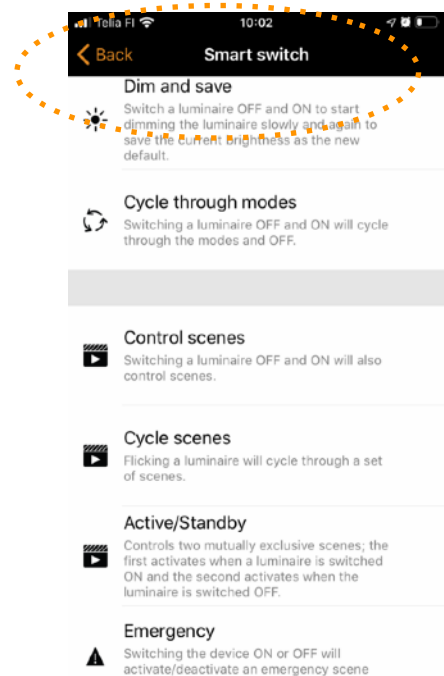 Telia FI 10:02
Back Smart switch
Dim and save
Switch a luminaire OFF and ON to start
dimming the luminaire slowly and again to
save the current brightness as the new
default.
Cycle through modes
Switching a luminaire OFF and ON will cycle
through the modes and OFF.
Control scenes
Switching a luminaire OFF and ON will also
control scenes.
Cycle scenes
Flicking a luminaire will cycle through a set
of scenes.
Active/Standby
Controls two mutually exclusive scenes; the
first activates when a luminaire is switched
ON and the second activates when the
luminaire is switched OFF.
Emergency
Switching the device ON or OFF will
activate/deactivate an emergency scene